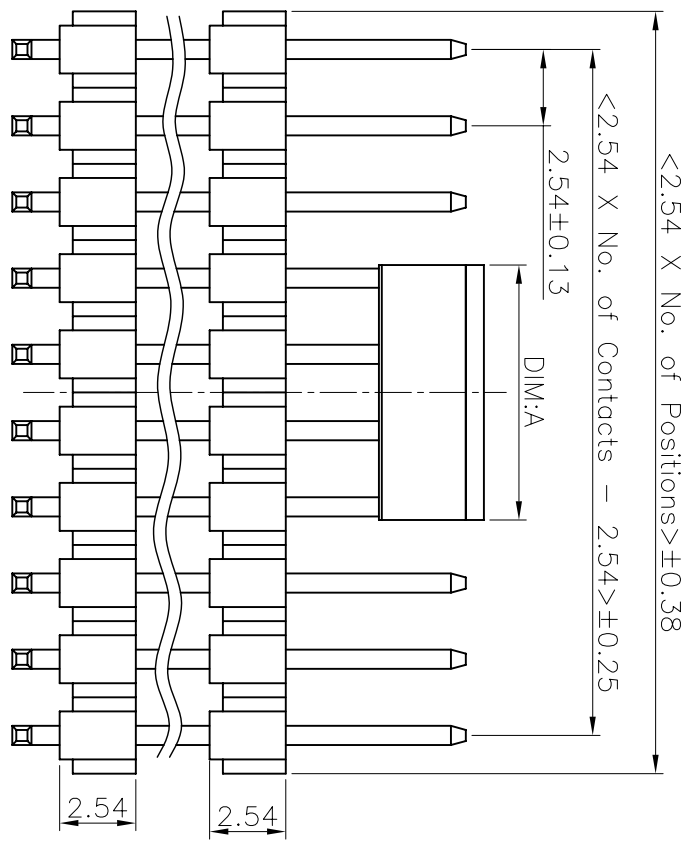 <2.54 X No. of Positions>±0.38
<2.54 X No. of Contacts - 2.54>±0.25
2.54±0.13
DIM:A
2.54
2.54